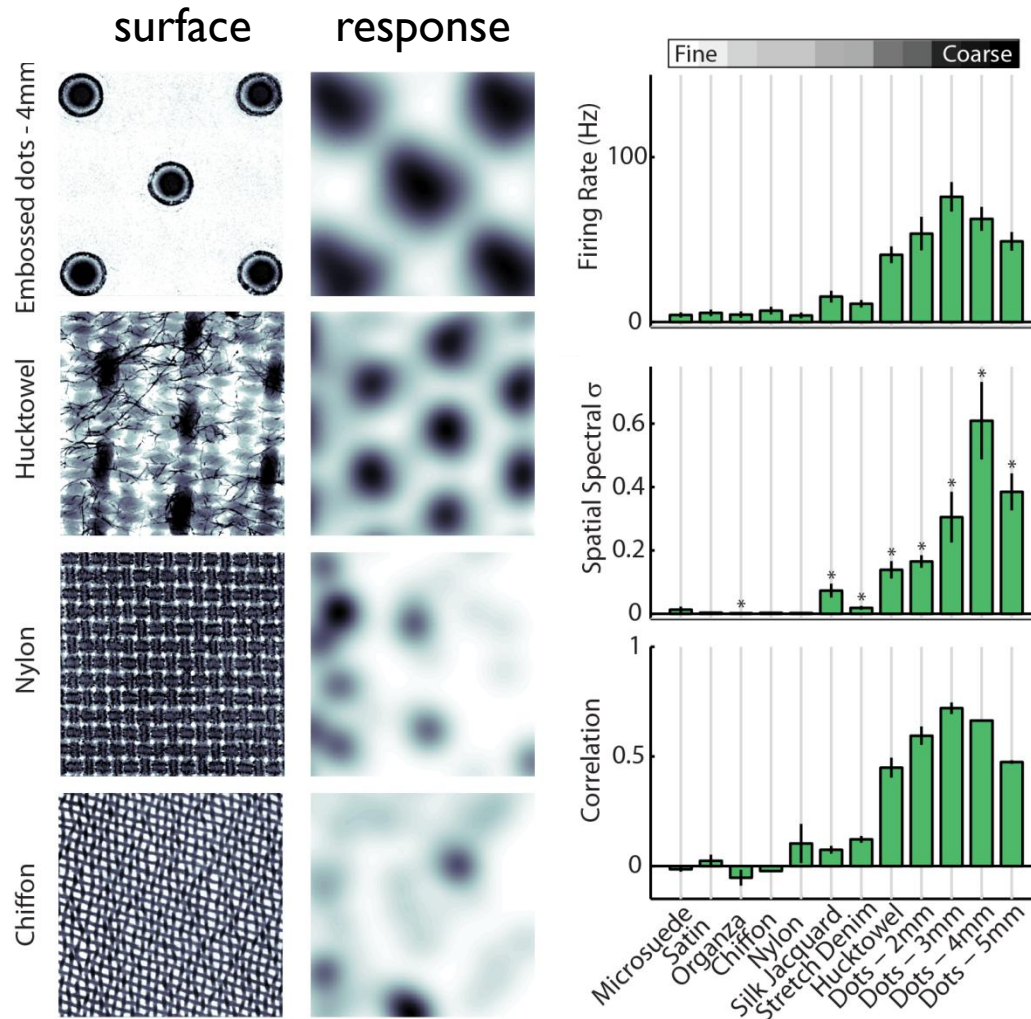 surface
response
Embossed dots - 4mm
Hucktowel
Nylon
Chiffon
Fine
Coarse
Firing Rate (Hz)
100
0
Spatial Spectral σ
0.6
0.4
0.2
0
*
*
*
*
*
*
*
*
Correlation
1
0.5
0
Microsuede
Satin
Organza
Chiffon
Nylon
Silk Jacquard
Stretch Denim
Hucktowel
Dots – 2mm
Dots – 3mm
Dots – 4mm
Dots – 5mm